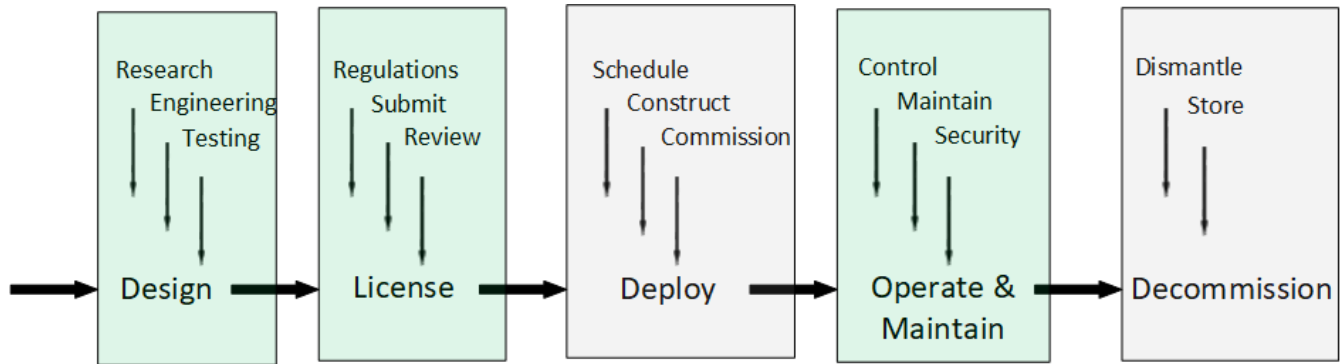 Research
Engineering
Testing
Design
Regulations
Submit
Review
License
Schedule
Construct
Commission
Deploy
Control
Maintain
Security
Operate &
Maintain
Dismantle
Store
Decommission